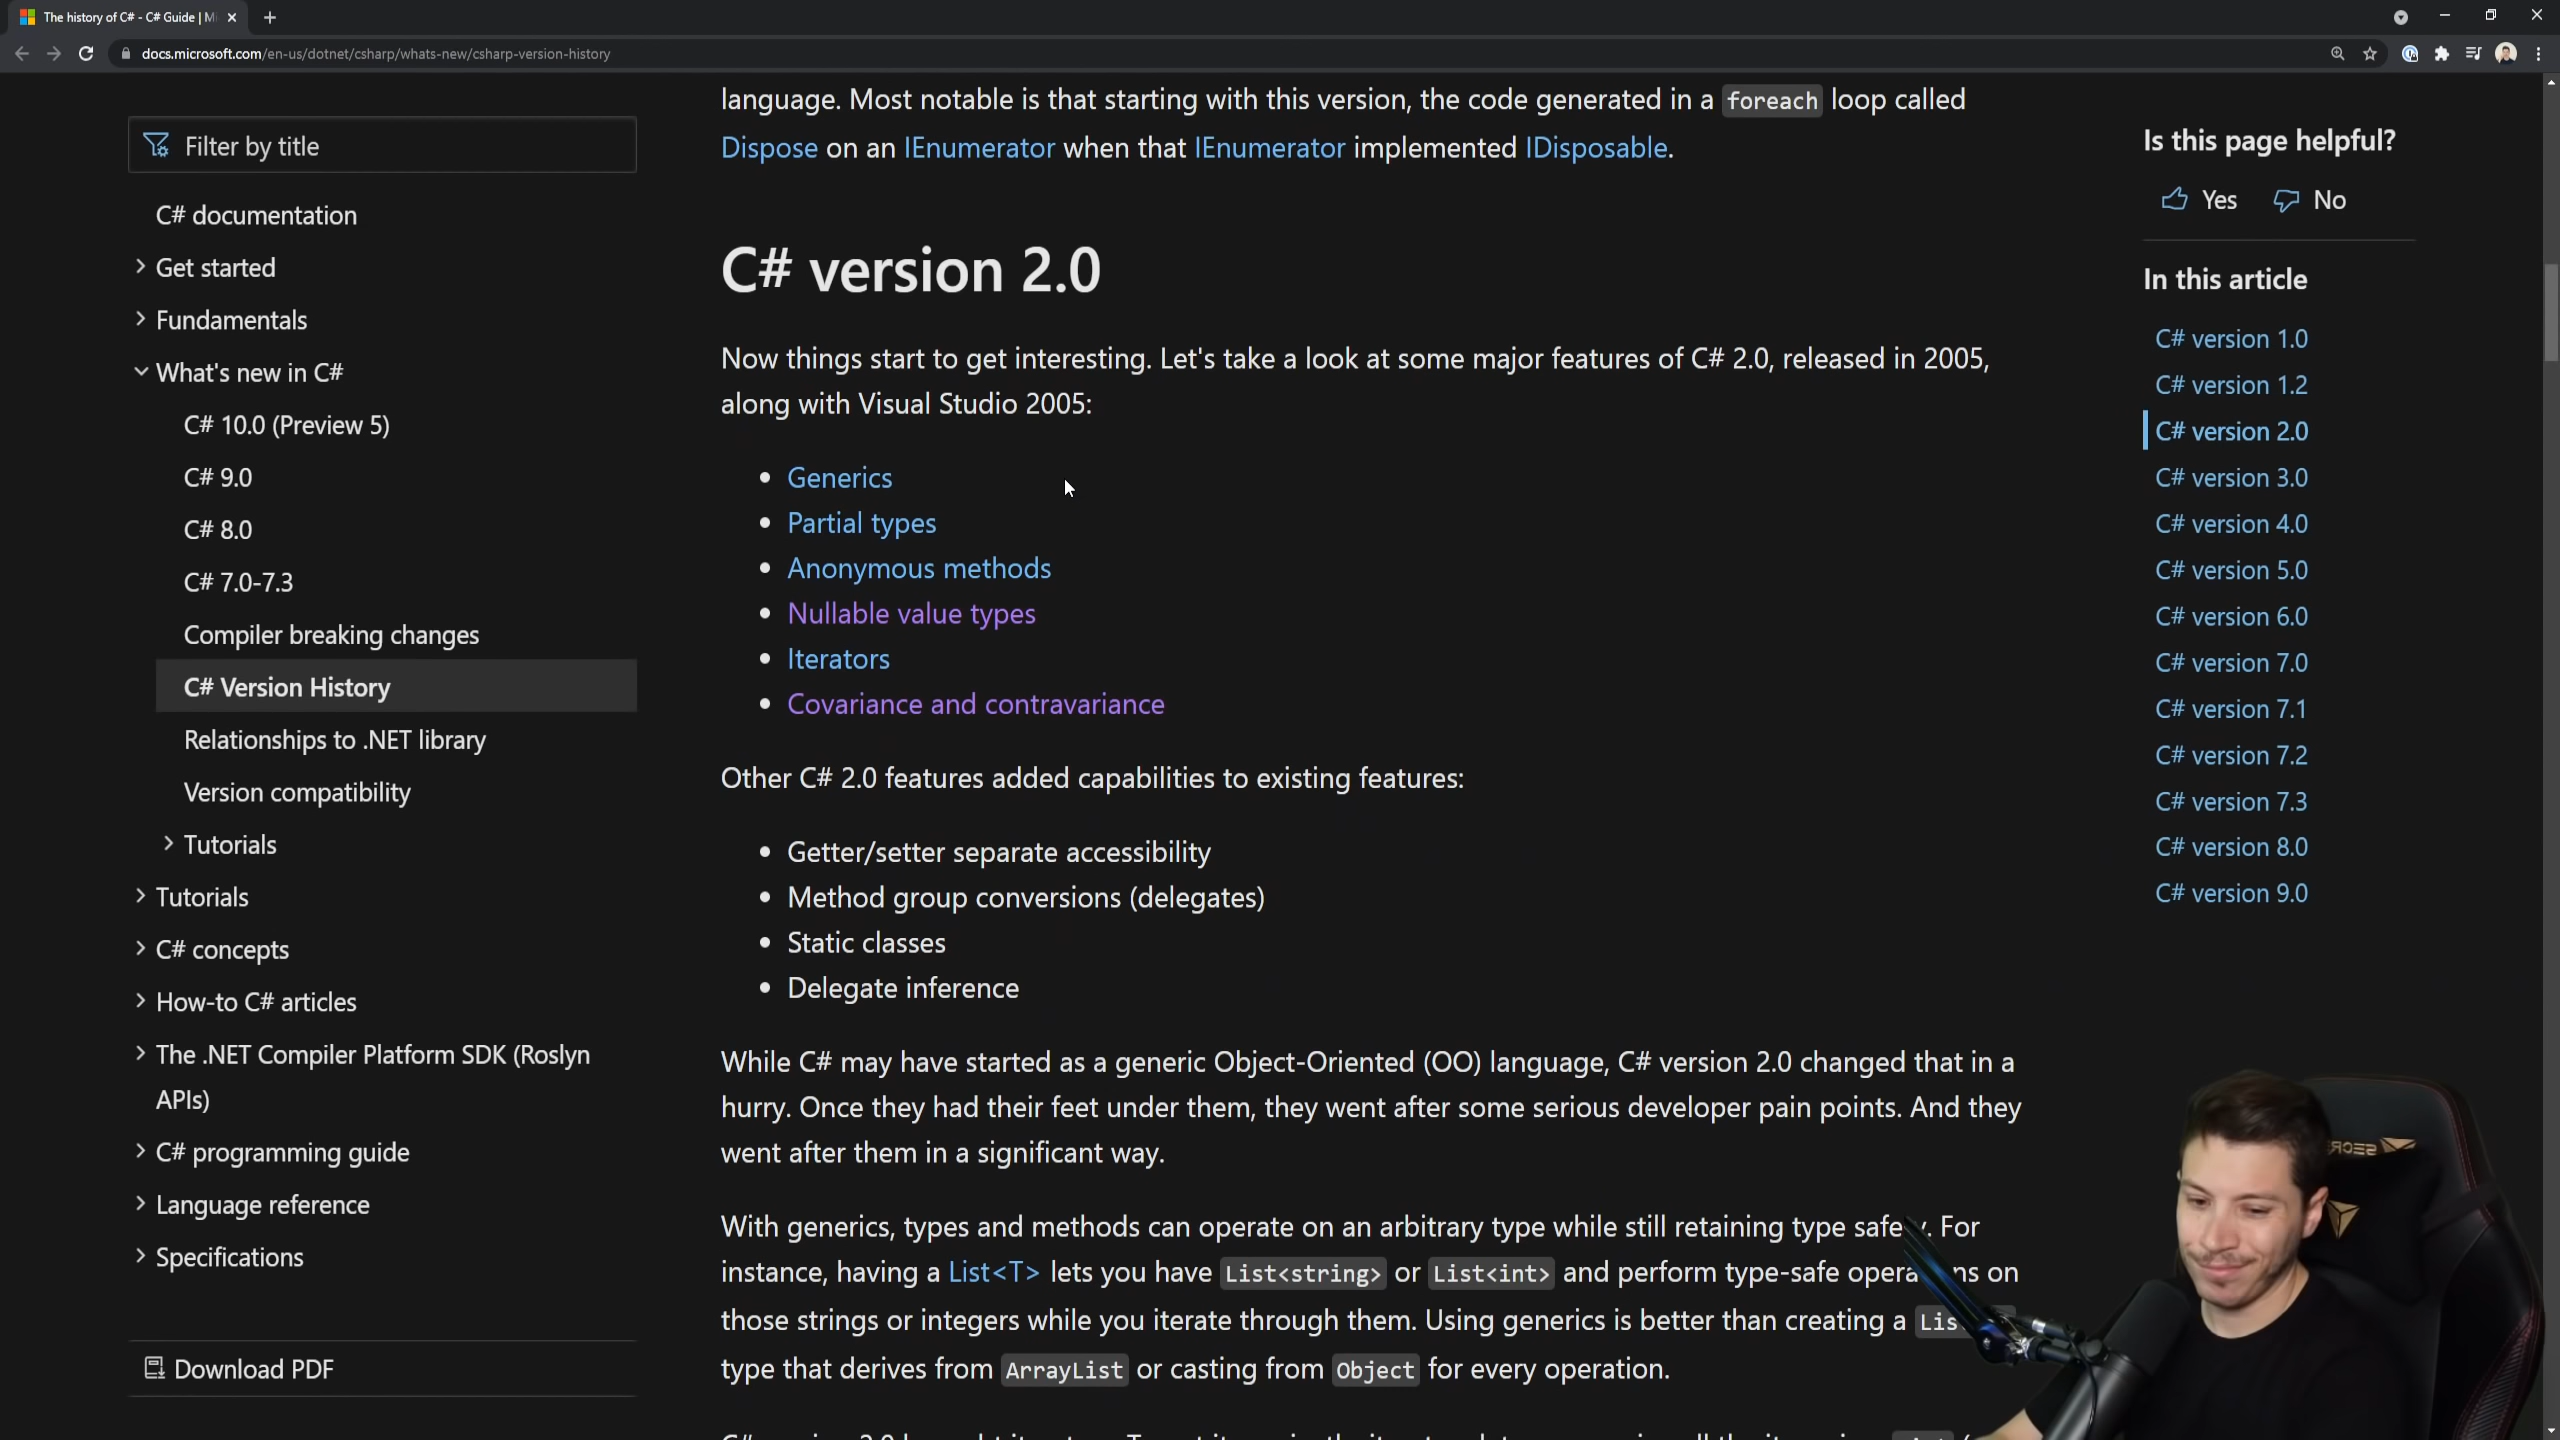 The history of C# - C# Guide | M
docs.microsoft.com/en-us/dotnet/csharp/whats-new/csharp-version-history
Filter by title
C# documentation
Get started
Fundamentals
What's new in C#
C# 10.0 (Preview 5)
C# 9.0
C# 8.0
C# 7.0-7.3
Compiler breaking changes
C# Version History
Relationships to .NET library
Version compatibility
Tutorials
Tutorials
C# concepts
How-to C# articles
The .NET Compiler Platform SDK (Roslyn
APIs)
C# programming guide
Language reference
Specifications
Download PDF
language. Most notable is that starting with this version, the code generated in a foreach loop called
Dispose on an IEnumerator when that IEnumerator implemented IDisposable.
C# version 2.0
Now things start to get interesting. Let's take a look at some major features of C# 2.0, released in 2005,
along with Visual Studio 2005:
Generics
Partial types
Anonymous methods
Nullable value types
Iterators
Covariance and contravariance
Other C# 2.0 features added capabilities to existing features:
Getter/setter separate accessibility
Method group conversions (delegates)
Static classes
Delegate inference
While C# may have started as a generic Object-Oriented (OO) language, C# version 2.0 changed that in a
hurry. Once they had their feet under them, they went after some serious developer pain points. And they
went after them in a significant way.
With generics, types and methods can operate on an arbitrary type while still retaining type safety. For
instance, having a List<T> lets you have List<string> or List<int> and perform type-safe operations on
those strings or integers while you iterate through them. Using generics is better than creating a
type that derives from ArrayList or casting from Object for every operation.
Is this page helpful?
Yes
No
In this article
C# version 1.0
C# version 1.2
C# version 2.0
C# version 3.0
C# version 4.0
C# version 5.0
C# version 6.0
C# version 7.0
C# version 7.1
C# version 7.2
C# version 7.3
C# version 8.0
C# version 9.0